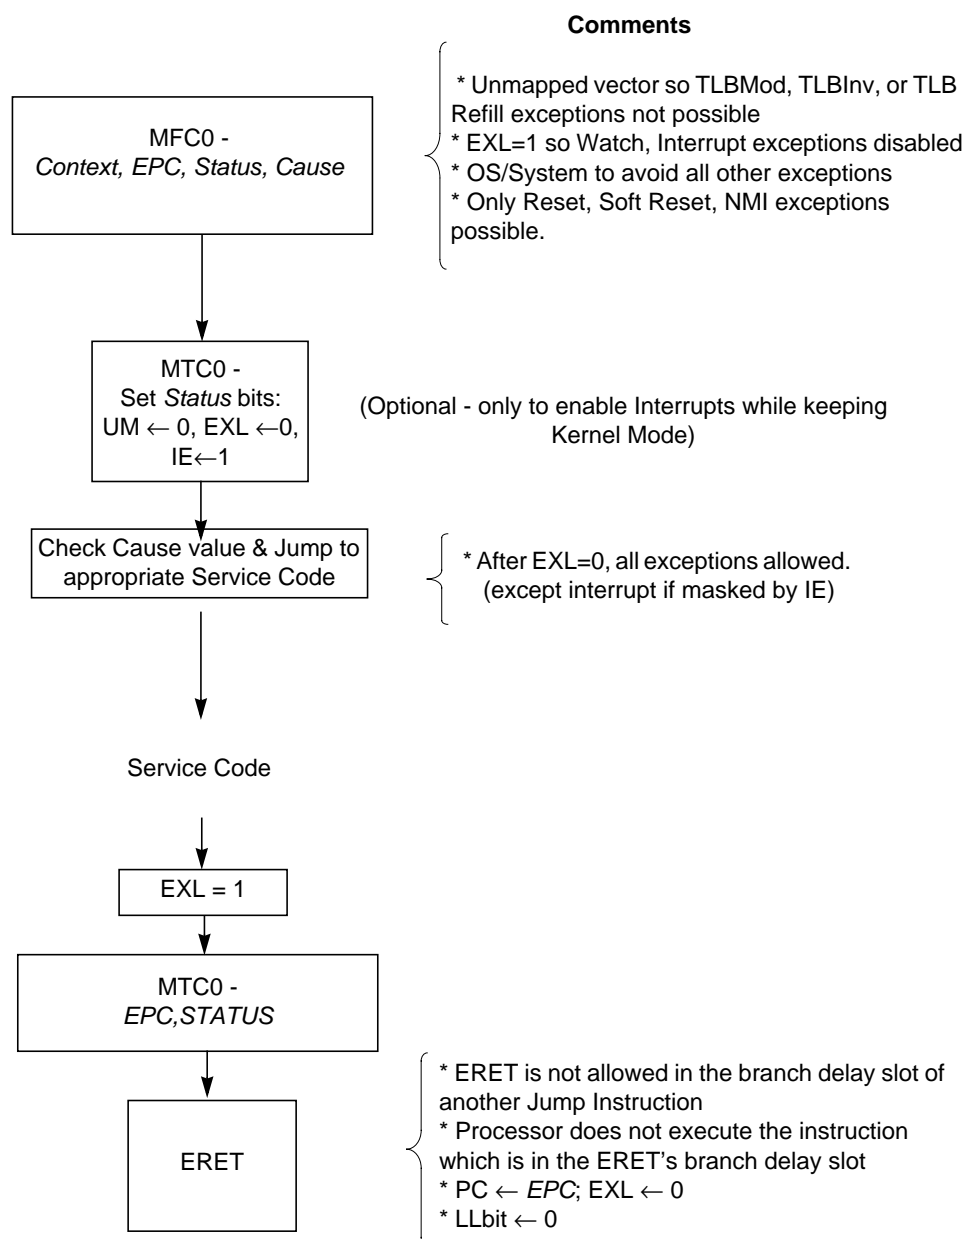 Comments
MFC0 -
Context, EPC, Status, Cause
* Unmapped vector so TLBMod, TLBInv, or TLB
Refill exceptions not possible
* EXL=1 so Watch, Interrupt exceptions disabled
* OS/System to avoid all other exceptions
* Only Reset, Soft Reset, NMI exceptions
possible.
MTC0 -
Set Status bits:
UM ← 0, EXL ←0,
IE←1
(Optional - only to enable Interrupts while keeping
Kernel Mode)
Check Cause value & Jump to
appropriate Service Code
* After EXL=0, all exceptions allowed.
(except interrupt if masked by IE)
Service Code
EXL = 1
MTC0 -
EPC,STATUS
ERET
* ERET is not allowed in the branch delay slot of
another Jump Instruction
* Processor does not execute the instruction
which is in the ERET's branch delay slot
* PC ← EPC; EXL ← 0
* LLbit ← 0